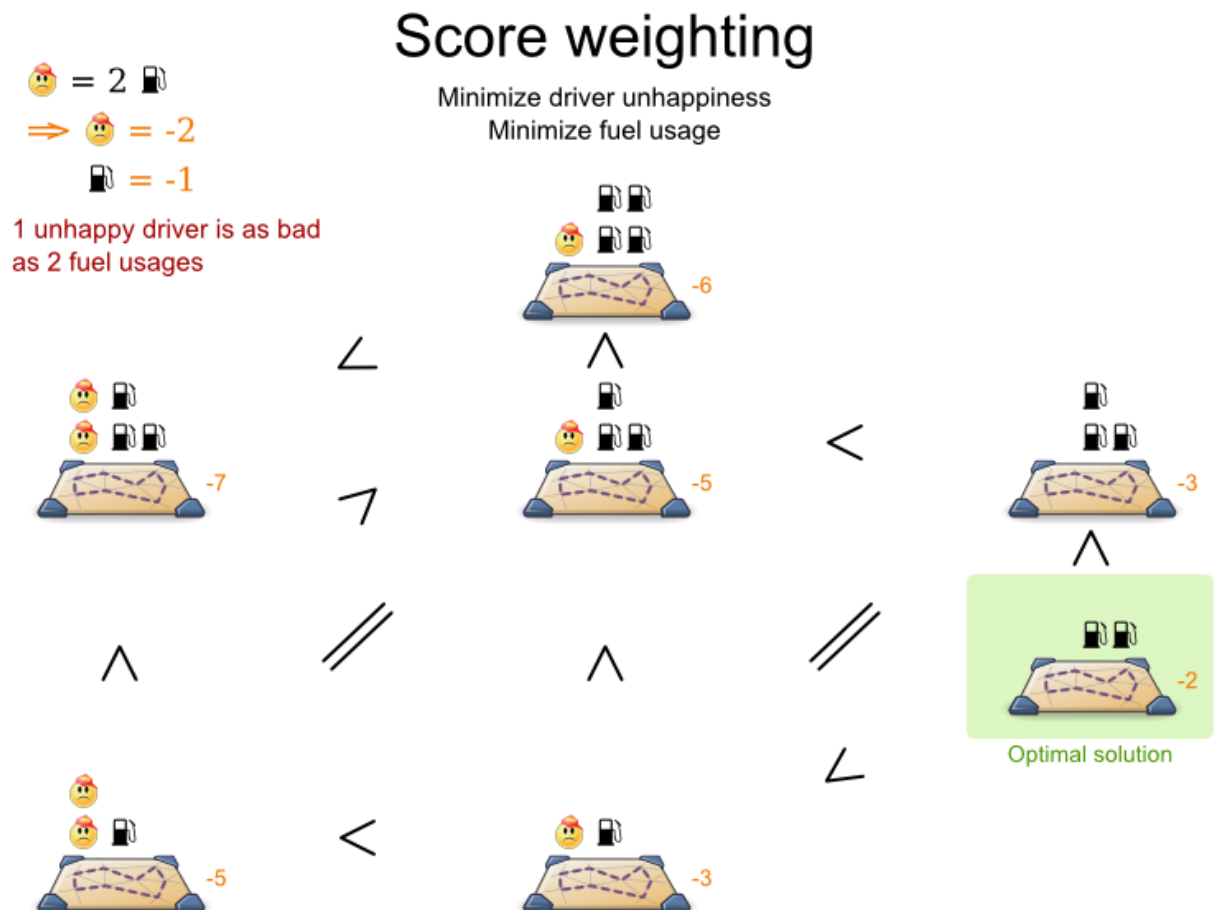 Score weighting
= 2
Minimize driver unhappiness
⇒ = -2
Minimize fuel usage
= -1
1 unhappy driver is as bad
as 2 fuel usages
-6
<
∧
-7
-5
<
-3
∧
∧
∧
-2
Optimal solution
<
-5
<
-3